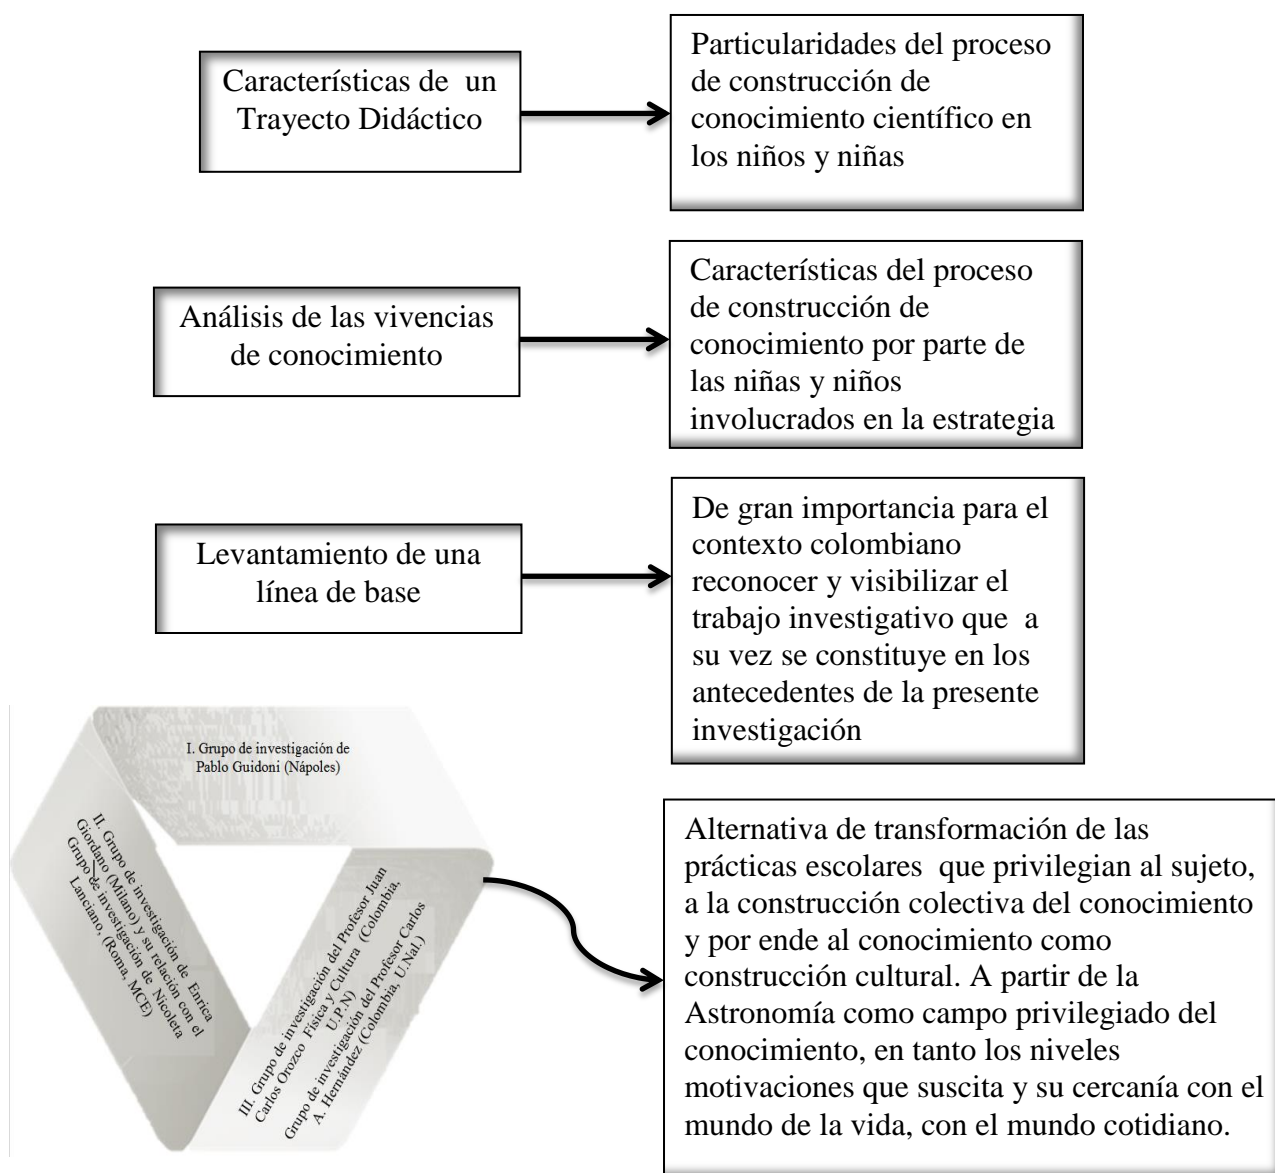 Características de un
Trayecto Didáctico
Particularidades del proceso
de construcción de
conocimiento científico en
los niños y niñas
Análisis de las vivencias
de conocimiento
Características del proceso
de construcción de
conocimiento por parte de
las niñas y niños
involucrados en la estrategia
Levantamiento de una
línea de base
De gran importancia para el
contexto colombiano
reconocer y visibilizar el
trabajo investigativo que a
su vez se constituye en los
antecedentes de la presente
investigación
I. Grupo de investigación de
Pablo Guidoni (Nápoles)
II. Grupo de investigación de Enrica
Giordano (Milano) y su relación con el
Grupo de investigación de Nicoleta
Lanciano, (Roma, MCE)
III. Grupo de investigación del Profesor Juan
Carlos Orozco Física y Cultura (Colombia,
U.P.N)
Grupo de investigación del Profesor Carlos
A. Hernández (Colombia, U.Nal.)
Alternativa de transformación de las
prácticas escolares que privilegian al sujeto,
a la construcción colectiva del conocimiento
y por ende al conocimiento como
construcción cultural. A partir de la
Astronomía como campo privilegiado del
conocimiento, en tanto los niveles
motivaciones que suscita y su cercanía con el
mundo de la vida, con el mundo cotidiano.